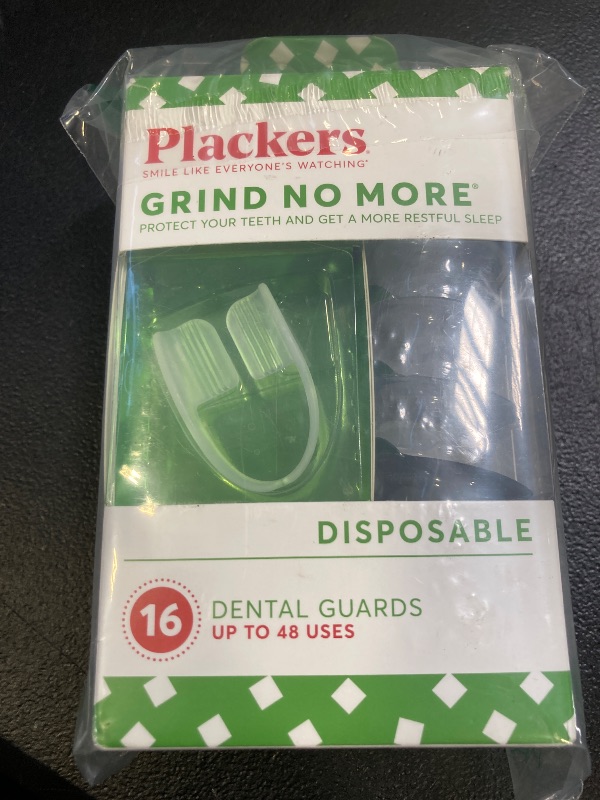 Plackers
SMILE LIKE EVERYONE'S WATCHING*
GRIND NO MORE®
PROTECT YOUR TEETH AND GET A MORE RESTFUL SLEEP
DISPOSABLE
16
DENTAL GUARDS
UP TO 48 USES